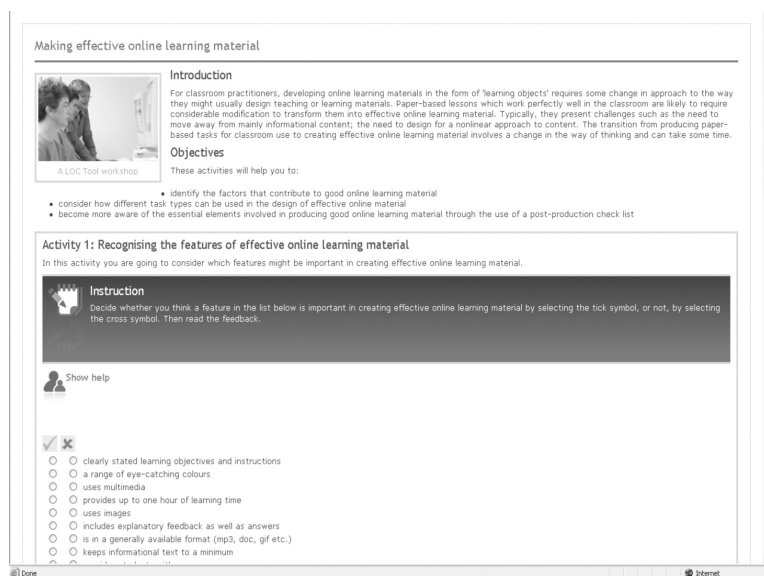 Making effective online learning material
Introduction
For classroom practitioners, developing online learning materials in the form of 'learning objects' requires some change in approach to the way
they might usually design teaching or learning materials. Paper-based lessons which work perfectly well in the classroom are likely to require
considerable modification to transform them into effective online learning material. Typically, they present challenges such as the need to
move away from mainly informational content; the need to design for a nonlinear approach to content. The transition from producing paper-
based tasks for classroom use to creating effective online learning material involves a change in the way of thinking and can take some time.
A LOC Tool workshop
Objectives
These activities will help you to:
• identify the factors that contribute to good online learning material
• consider how different task types can be used in the design of effective online material
• become more aware of the essential elements involved in producing good online learning material through the use of a post-production check list
Activity 1: Recognising the features of effective online learning material
In this activity you are going to consider which features might be important in creating effective online learning material.
Instruction
Decide whether you think a feature in the list below is important in creating effective online learning material by selecting the tick symbol, or not, by selecting
the cross symbol. Then read the feedback.
Show help
clearly stated learning objectives and instructions
a range of eye-catching colours
uses multimedia
provides up to one hour of learning time
uses images
includes explanatory feedback as well as answers
is in a generally available format (mp3, doc, gif etc.)
keeps informational text to a minimum
Done
Internet